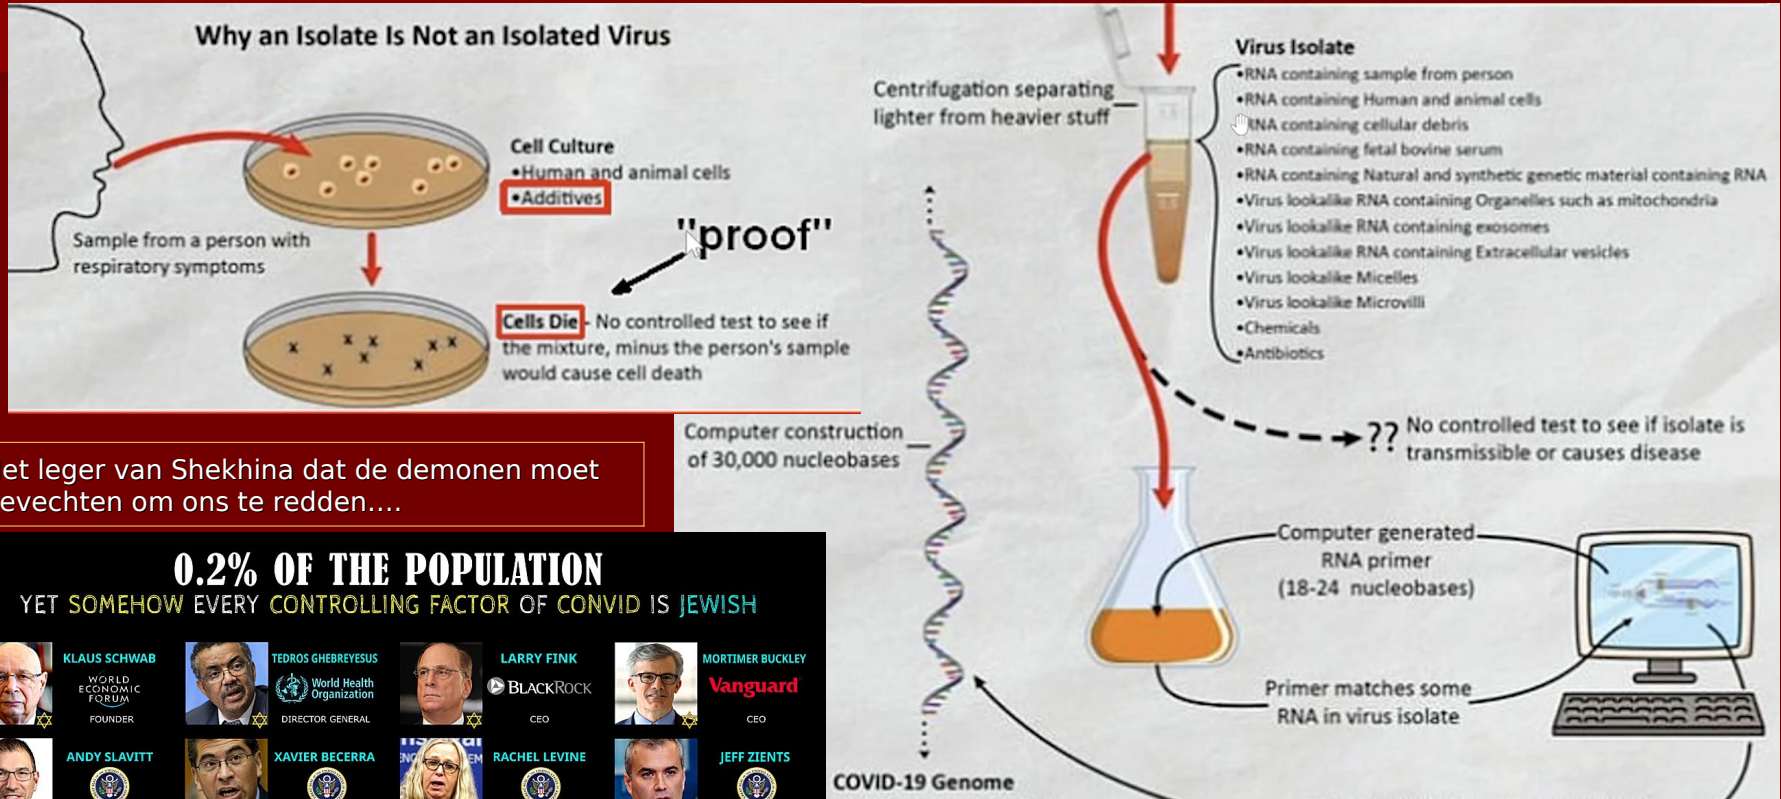 Why an Isolate Is Not an Isolated Virus
Cell Culture
•Human and animal cells
•Additives
Sample from a person with
respiratory symptoms
"proof"
Cells Die - No controlled test to see if
the mixture, minus the person's sample
would cause cell death
Centrifugation separating
lighter from heavier stuff
Virus Isolate
•RNA containing sample from person
•RNA containing Human and animal cells
RNA containing cellular debris
•RNA containing fetal bovine serum
•RNA containing Natural and synthetic genetic material containing RNA
•Virus lookalike RNA containing Organelles such as mitochondria
•Virus lookalike RNA containing exosomes
•Virus lookalike RNA containing Extracellular vesicles
•Virus lookalike Micelles
•Virus lookalike Microvilli
•Chemicals
•Antibiotics
?? No controlled test to see if isolate is
transmissible or causes disease
Computer construction
of 30,000 nucleobases
Computer generated
RNA primer
(18-24 nucleobases)
Primer matches some
RNA in virus isolate
COVID-19 Genome
et leger van Shekhina dat de demonen moet
evechten om ons te redden....
0.2% OF THE POPULATION
YET SOMEHOW EVERY CONTROLLING FACTOR OF CONVID IS JEWISH
KLAUS SCHWAB
WORLD
ECONOMIC
FORUM
FOUNDER
TEDROS GHEBREYESUS
World Health
Organization
DIRECTOR GENERAL
LARRY FINK
BLACKROCK
CEO
MORTIMER BUCKLEY
Vanguard
CEO
ANDY SLAVITT
XAVIER BECERRA
RACHEL LEVINE
JEFF ZIENTS